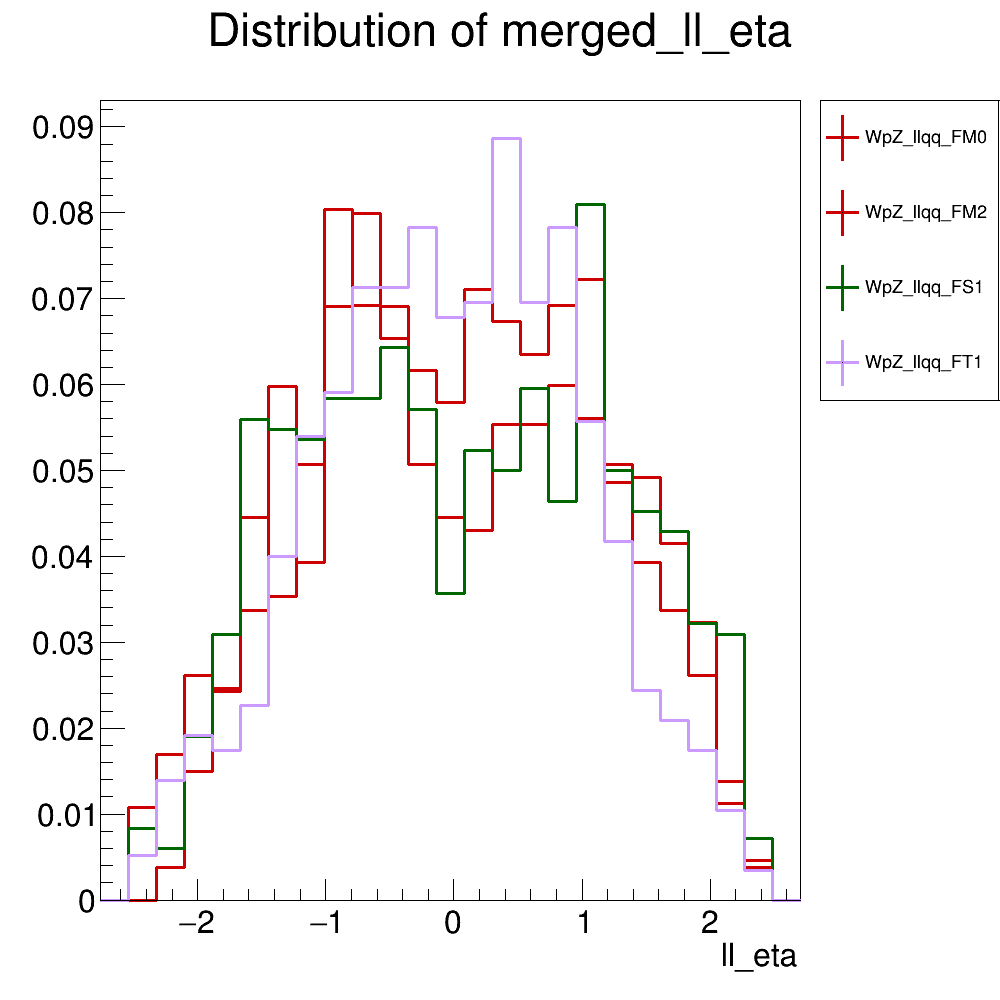 Distribution of merged_ll_eta
0.09
0.08
0.07
0.06
0.05
0.04
0.03
0.02
0.01
0
−2 −1 0 1 2
ll_eta
WpZ_llqq_FM0
WpZ_llqq_FM2
WpZ_llqq_FS1
WpZ_llqq_FT1